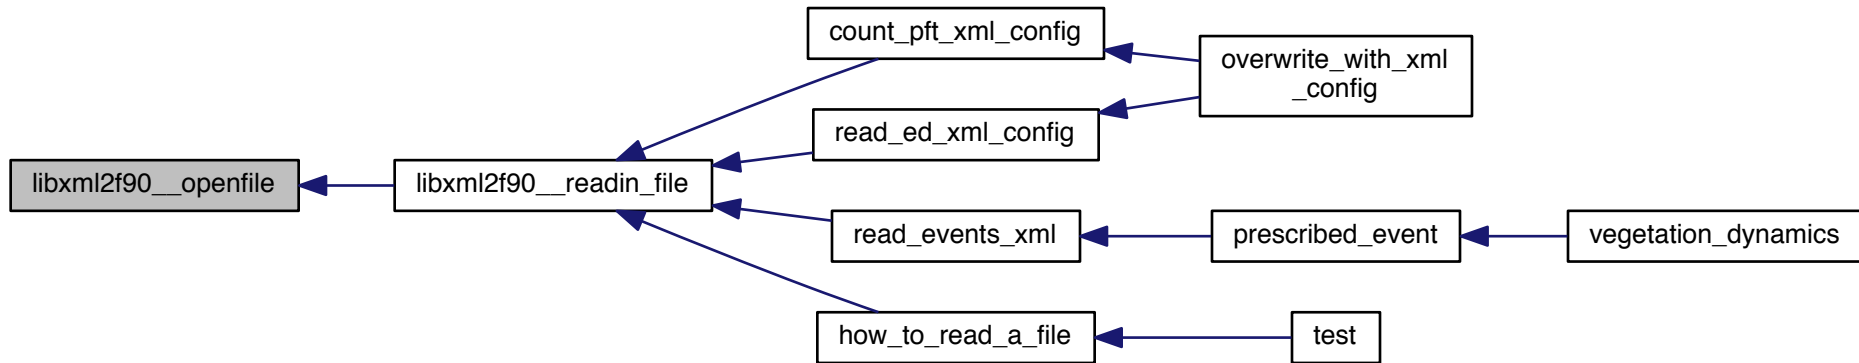 libxml2f90__openfile
libxml2f90__readin_file
count_pft_xml_config
overwrite_with_xml
_config
read_ed_xml_config
read_events_xml
prescribed_event
vegetation_dynamics
how_to_read_a_file
test